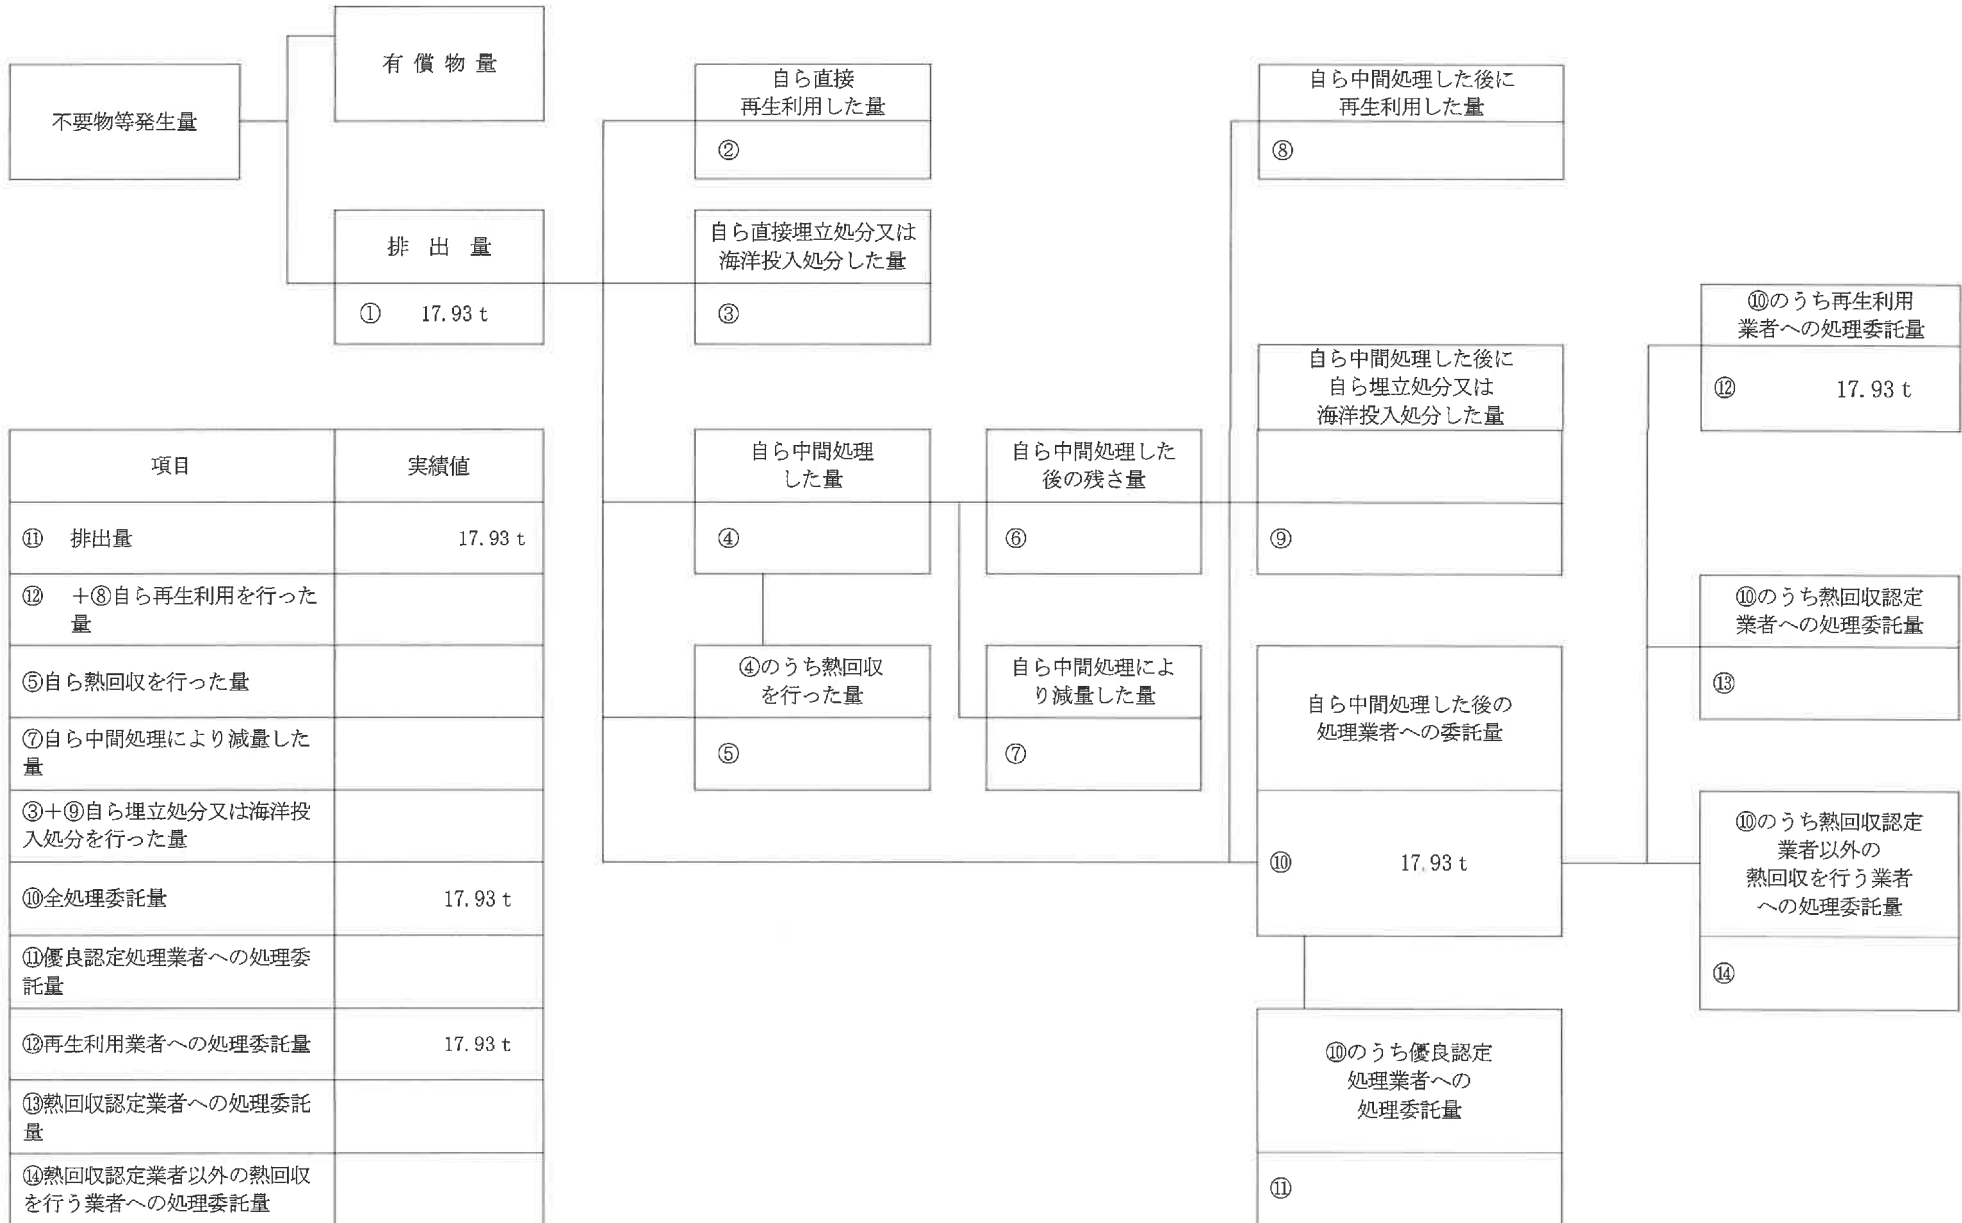 不要物等発生量
有 償 物 量
排 出 量
① 17.93 t
自ら直接
再生利用した量
②
自ら直接埋立処分又は
海洋投入処分した量
③
自ら中間処理
した量
④
④のうち熱回収
を行った量
⑤
自ら中間処理した
後の残さ量
⑥
自ら中間処理によ
り減量した量
⑦
自ら中間処理した後に
再生利用した量
⑧
自ら中間処理した後に
自ら埋立処分又は
海洋投入処分した量
⑨
自ら中間処理した後の
処理業者への委託量
⑩ 17.93 t
⑩のうち優良認定
処理業者への
処理委託量
⑪
⑩のうち再生利用
業者への処理委託量
⑫ 17.93 t
⑩のうち熱回収認定
業者への処理委託量
⑬
⑩のうち熱回収認定
業者以外の
熱回収を行う業者
への処理委託量
⑭
項目 実績値
⑪ 排出量 17.93 t
⑫ +⑧自ら再生利用を行った
量
⑤自ら熱回収を行った量
⑦自ら中間処理により減量した
量
③+⑨自ら埋立処分又は海洋投
入処分を行った量
⑩全処理委託量 17.93 t
⑪優良認定処理業者への処理委
託量
⑫再生利用業者への処理委託量 17.93 t
⑬熱回収認定業者への処理委託
量
⑭熱回収認定業者以外の熱回収
を行う業者への処理委託量